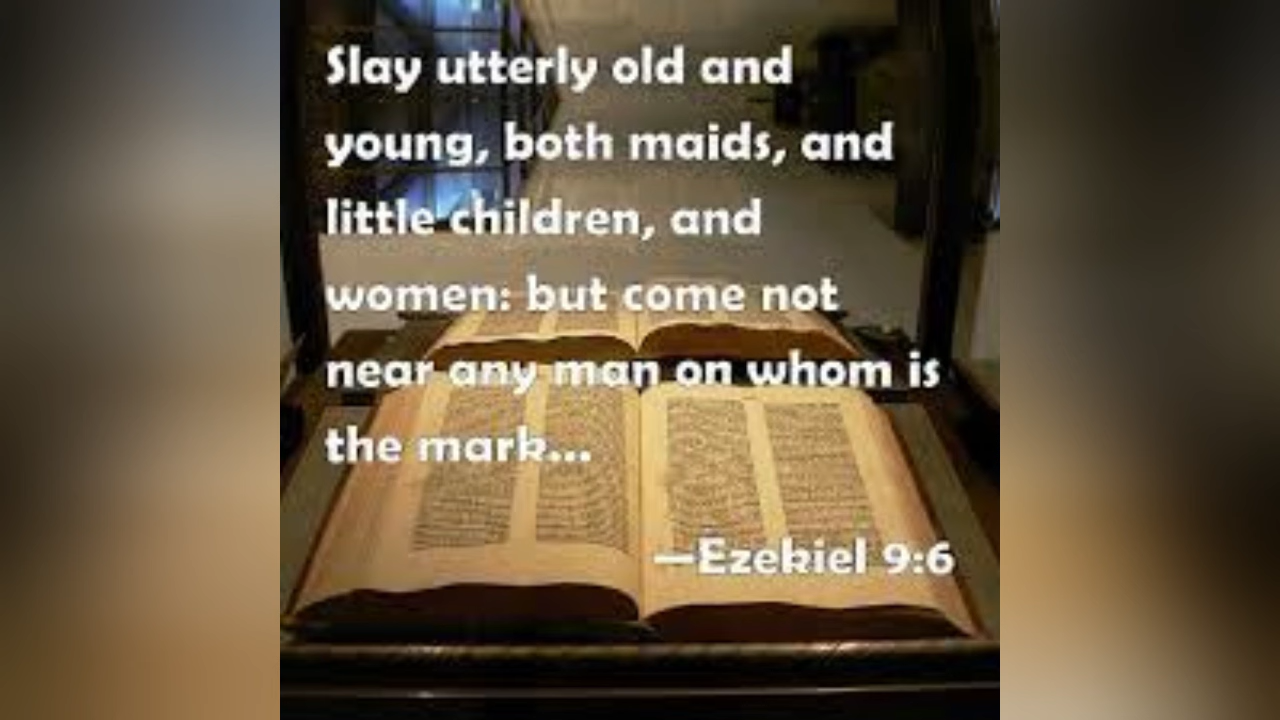 Slay utterly old and
young, both maids, and
little children, and
women: but come not
near any man on whom is
the mark...
—Ezekiel 9:6